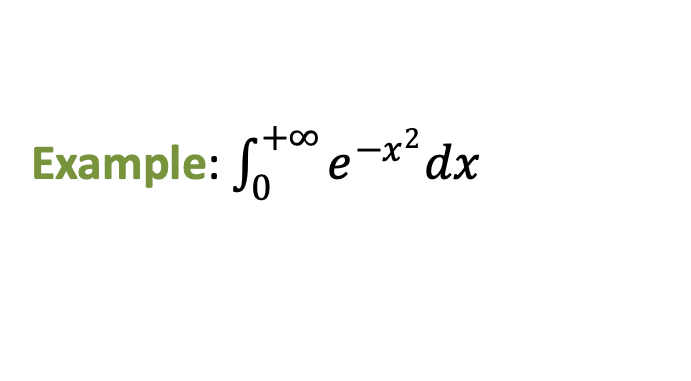 Example: ∫₀⁺∞ e^{-x²} dx